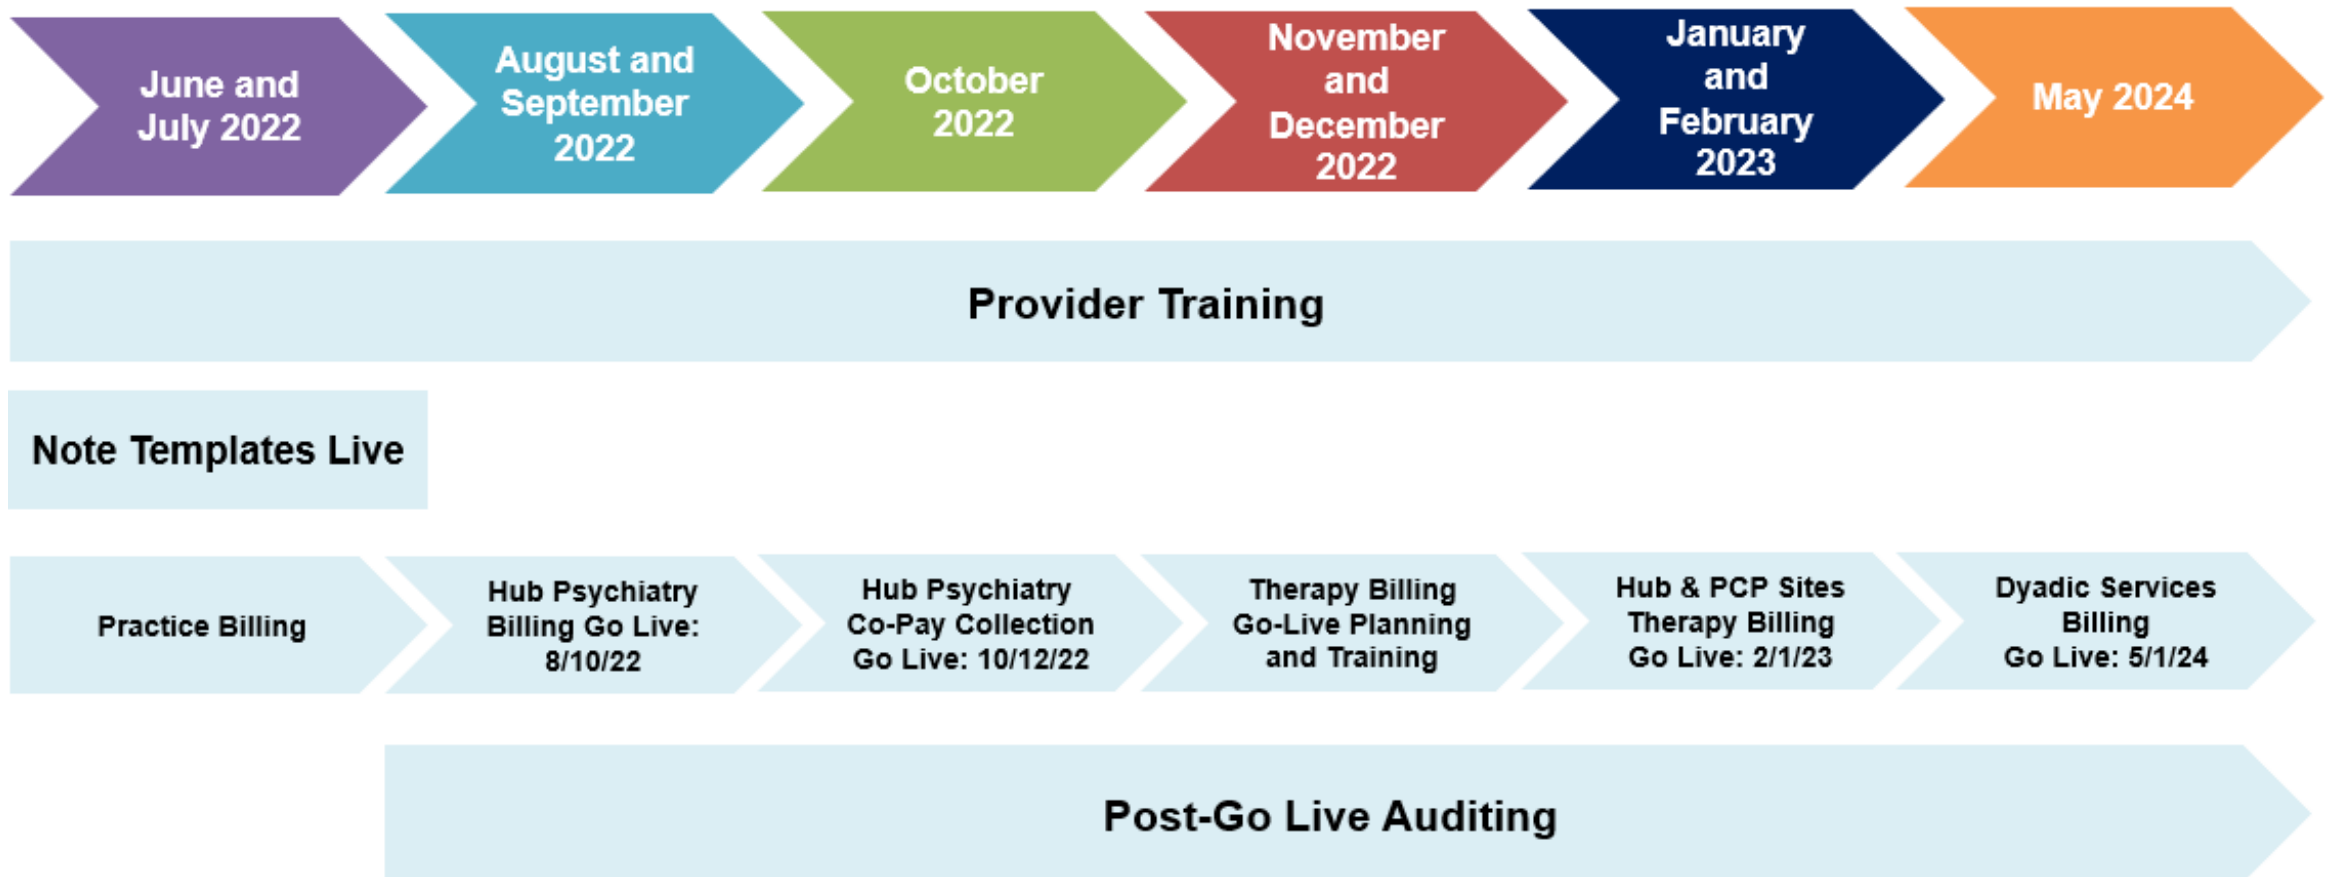 June and
July 2022
August and
September
2022
October
2022
November
and
December
2022
January
and
February
2023
May 2024
Provider Training
Note Templates Live
Practice Billing
Hub Psychiatry
Billing Go Live:
8/10/22
Hub Psychiatry
Co-Pay Collection
Go Live: 10/12/22
Therapy Billing
Go-Live Planning
and Training
Hub & PCP Sites
Therapy Billing
Go Live: 2/1/23
Dyadic Services
Billing
Go Live: 5/1/24
Post-Go Live Auditing